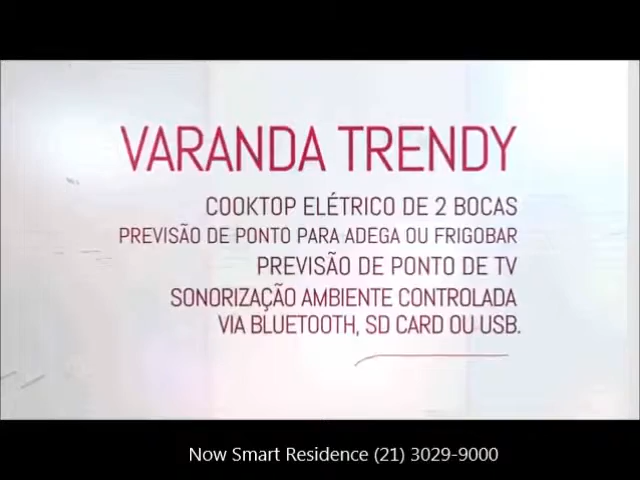 VARANDA TRENDY
COOKTOP ELÉTRICO DE 2 BOCAS
PREVISÃO DE PONTO PARA ADEGA OU FRIGOBAR
PREVISÃO DE PONTO DE TV
SONORIZAÇÃO AMBIENTE CONTROLADA
VIA BLUETOOTH, SD CARD OU USB.
Now Smart Residence (21) 3029-9000